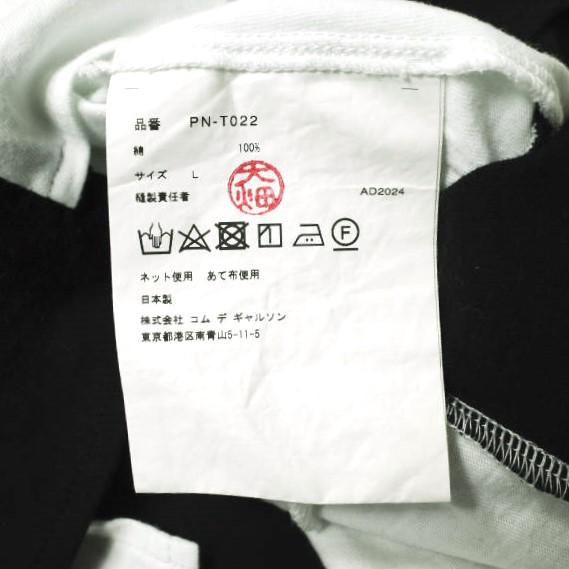 品番 PN-T022
綿 100%
サイズ L
縫製責任者 大畑 AD2024
F
ネット使用 あて布使用
日本製
株式会社 コム デ ギャルソン
東京都港区南青山5-11-5